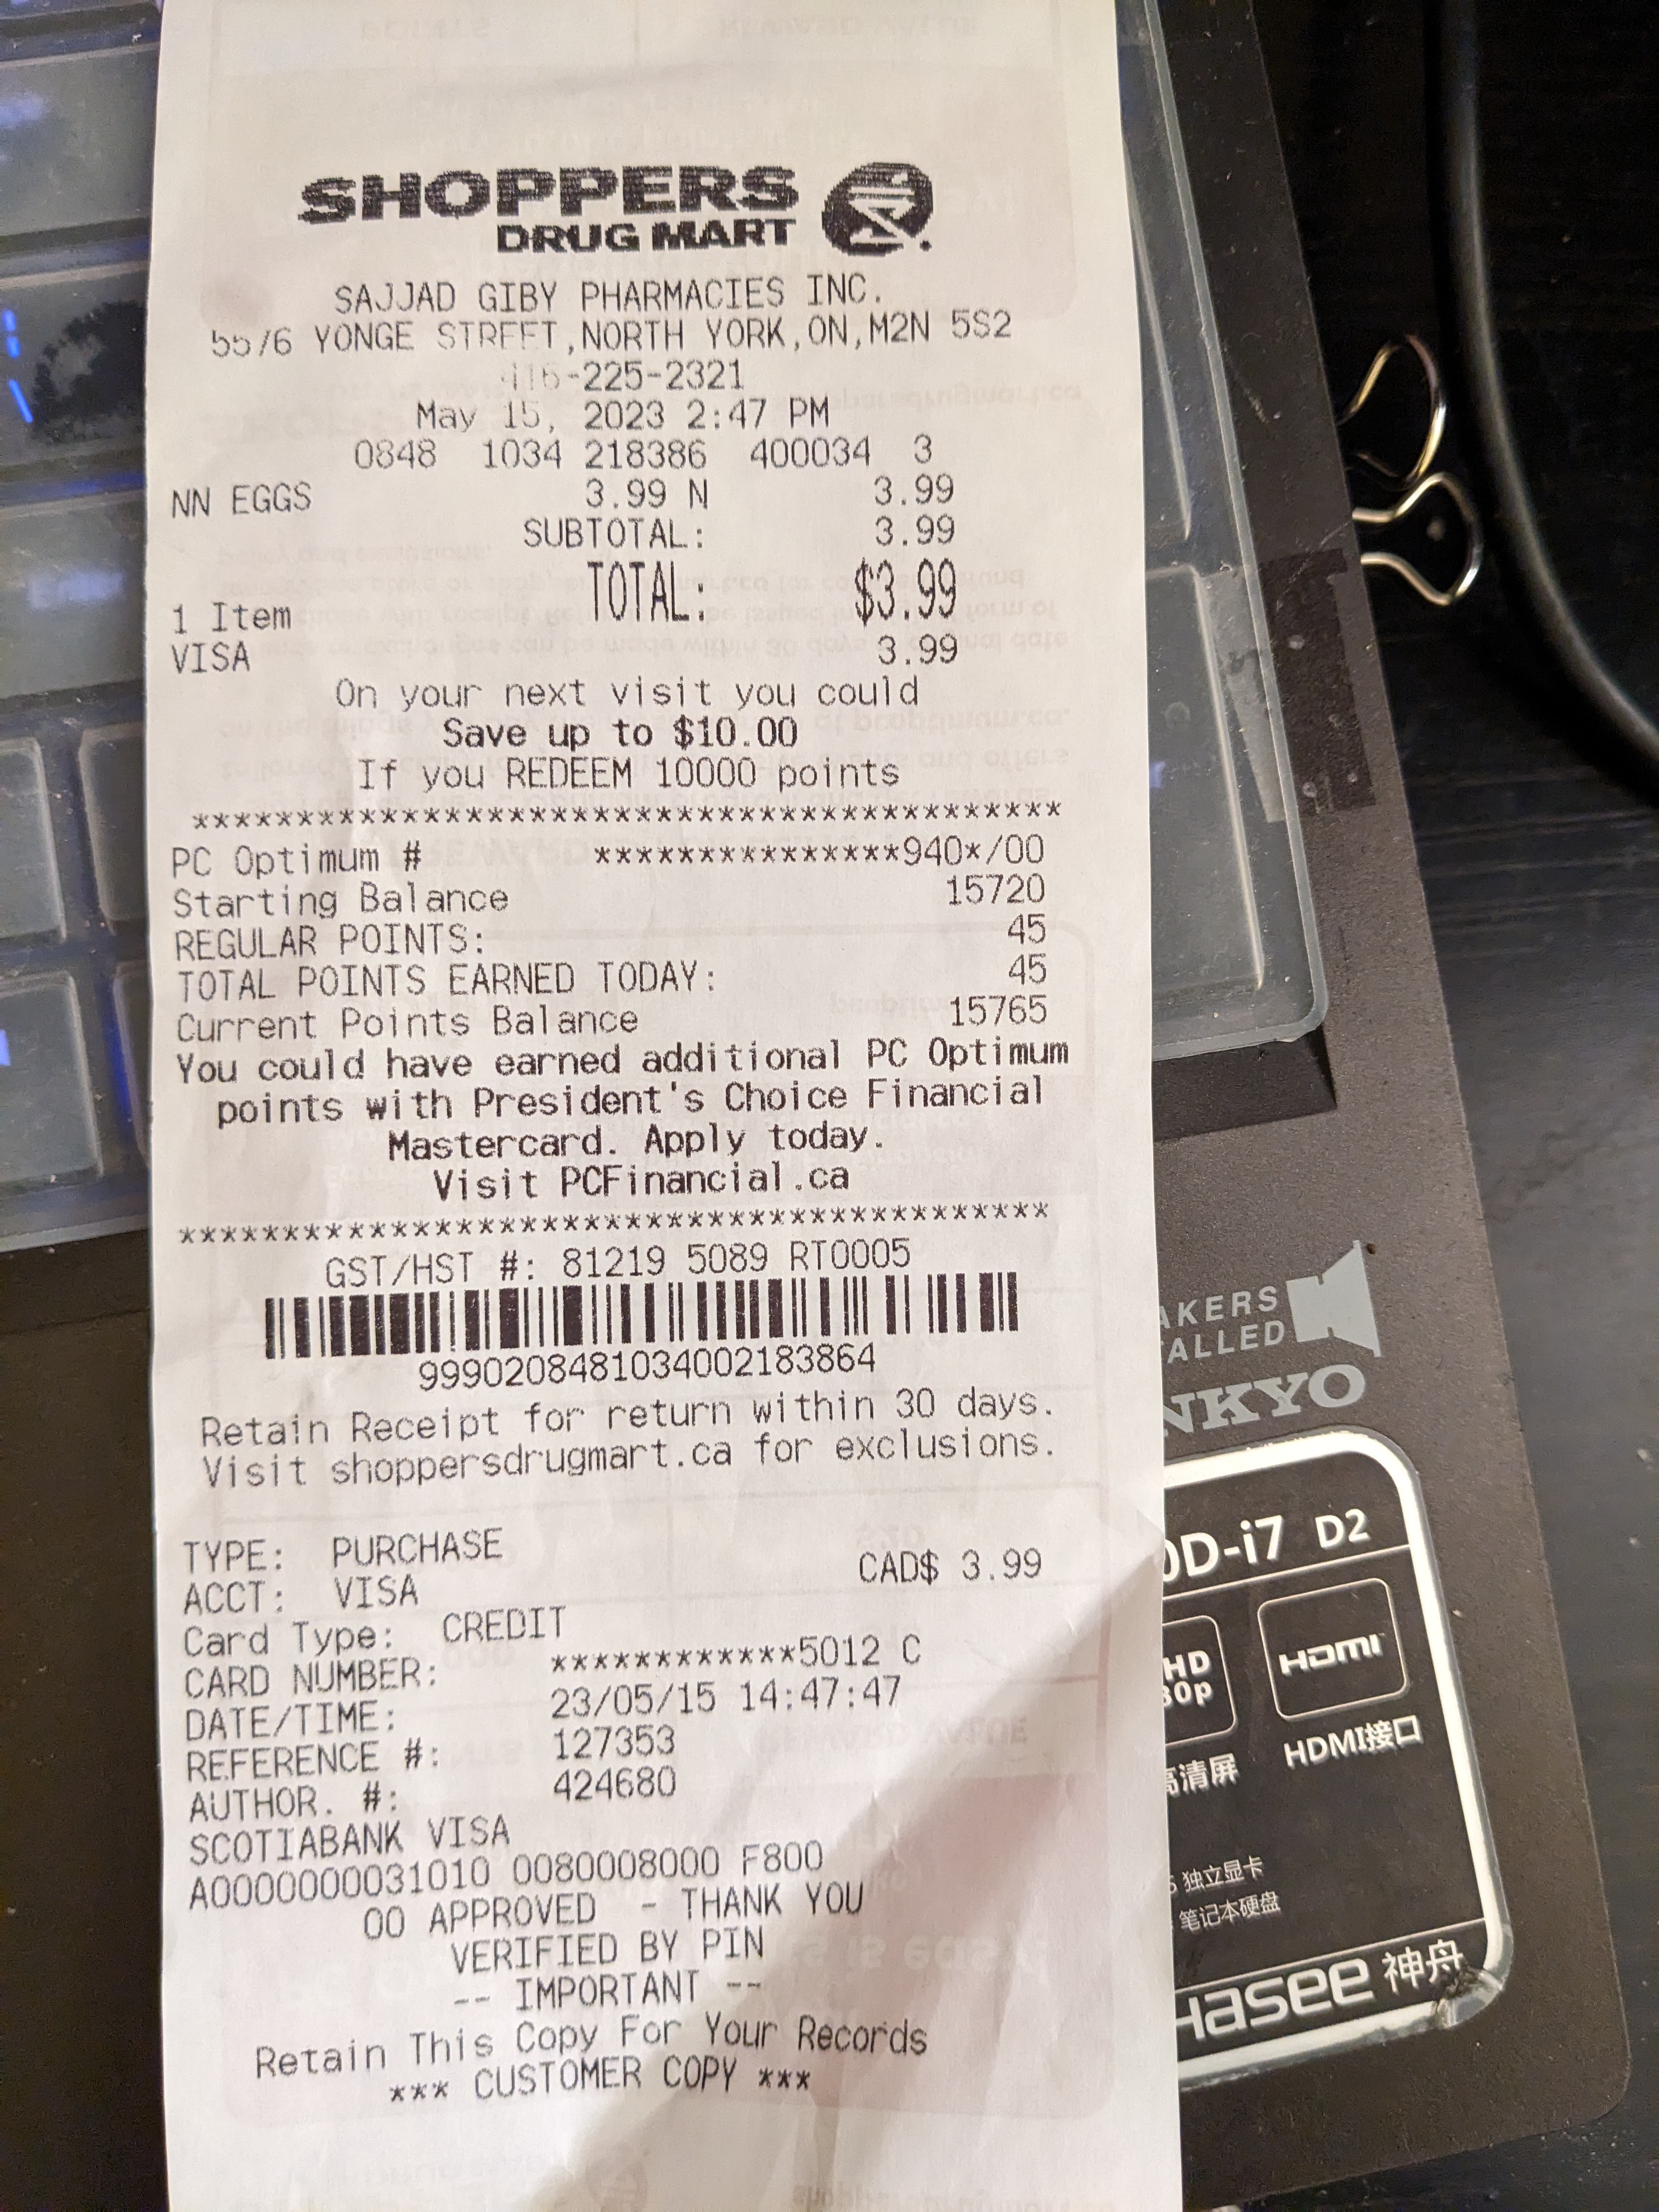 SHOPPERS
DRUG MART
SAJJAD GIBY PHARMACIES INC.
5576 YONGE STREET,NORTH YORK,ON,M2N 5S2
416-225-2321
May 15, 2023 2:47 PM
0848 1034 218386 400034 3
NN EGGS 3.99 N 3.99
SUBTOTAL: 3.99
TOTAL: $3.99
1 Item
VISA 3.99
On your next visit you could
Save up to $10.00
If you REDEEM 10000 points
******************************************
PC Optimum # ***************940*/00
Starting Balance 15720
REGULAR POINTS: 45
TOTAL POINTS EARNED TODAY: 45
Current Points Balance 15765
You could have earned additional PC Optimum
points with President's Choice Financial
Mastercard. Apply today.
Visit PCFinancial.ca
******************************************
GST/HST #: 81219 5089 RT0005
9990208481034002183864
Retain Receipt for return within 30 days.
Visit shoppersdrugmart.ca for exclusions.
TYPE: PURCHASE
ACCT: VISA CAD$ 3.99
Card Type: CREDIT
CARD NUMBER: ************5012 C
DATE/TIME: 23/05/15 14:47:47
REFERENCE #: 127353
AUTHOR. #: 424680
SCOTIABANK VISA
A0000000031010 0080008000 F800
00 APPROVED - THANK YOU
VERIFIED BY PIN
-- IMPORTANT --
Retain This Copy For Your Records
*** CUSTOMER COPY ***
AKERS
ALLED
NKYO
0D-i7 D2
HD
80p
HDMI
高清屏
HDMI接口
独立显卡
笔记本硬盘
Hasee 神舟